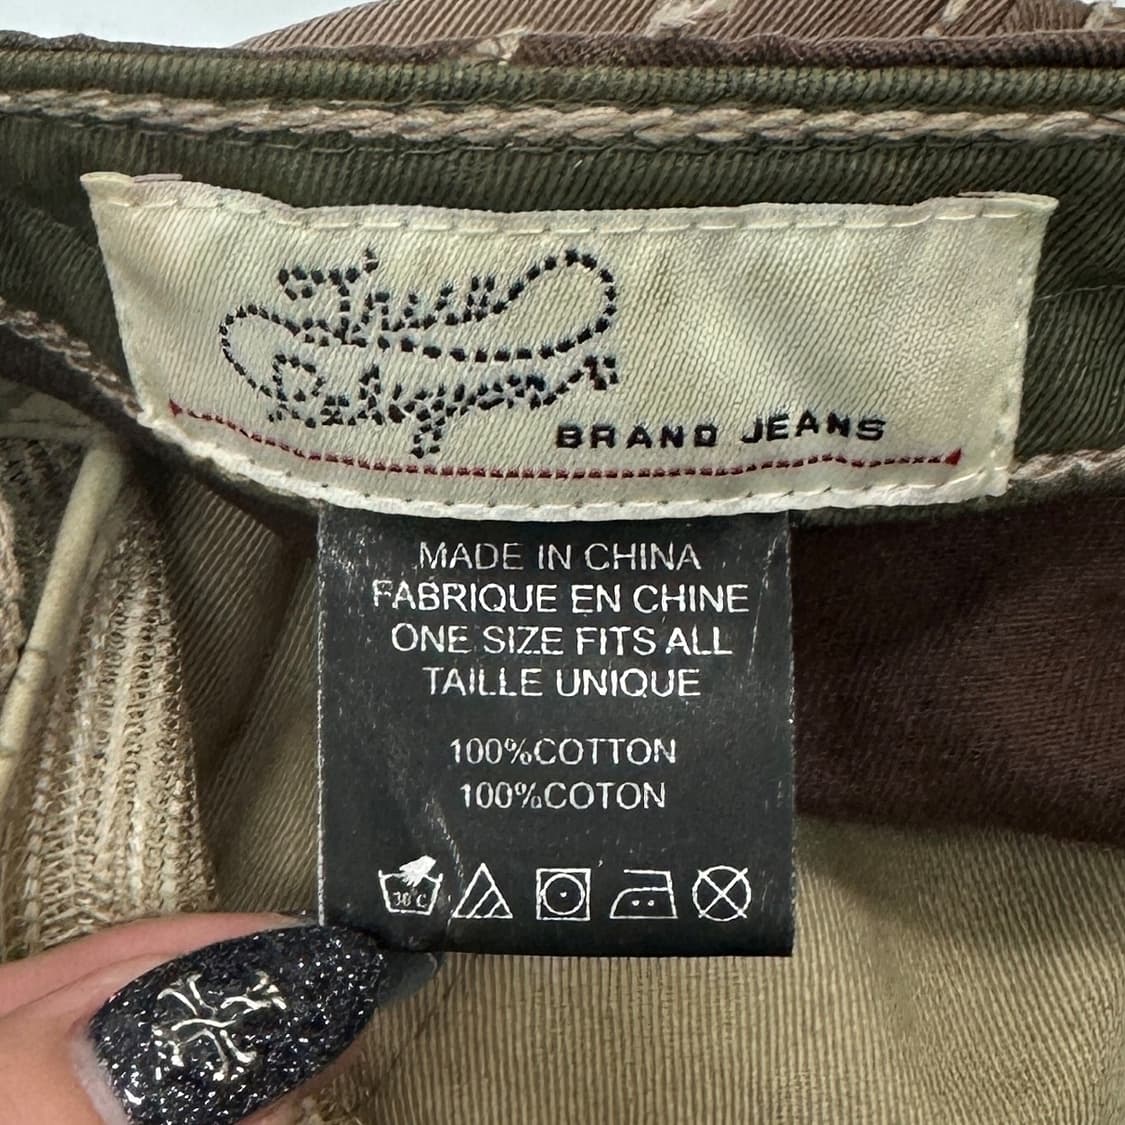 True
Religion
BRAND JEANS
MADE IN CHINA
FABRIQUE EN CHINE
ONE SIZE FITS ALL
TAILLE UNIQUE
100%COTTON
100%COTON
30°C